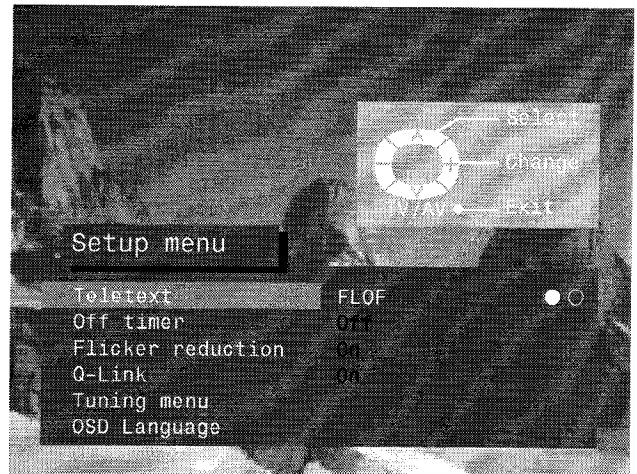 Select
Change
TV/AV Exit
Setup menu
Teletext FLOF
Off timer Off
Flicker reduction On
Q-Link On
Tuning menu
OSD Language